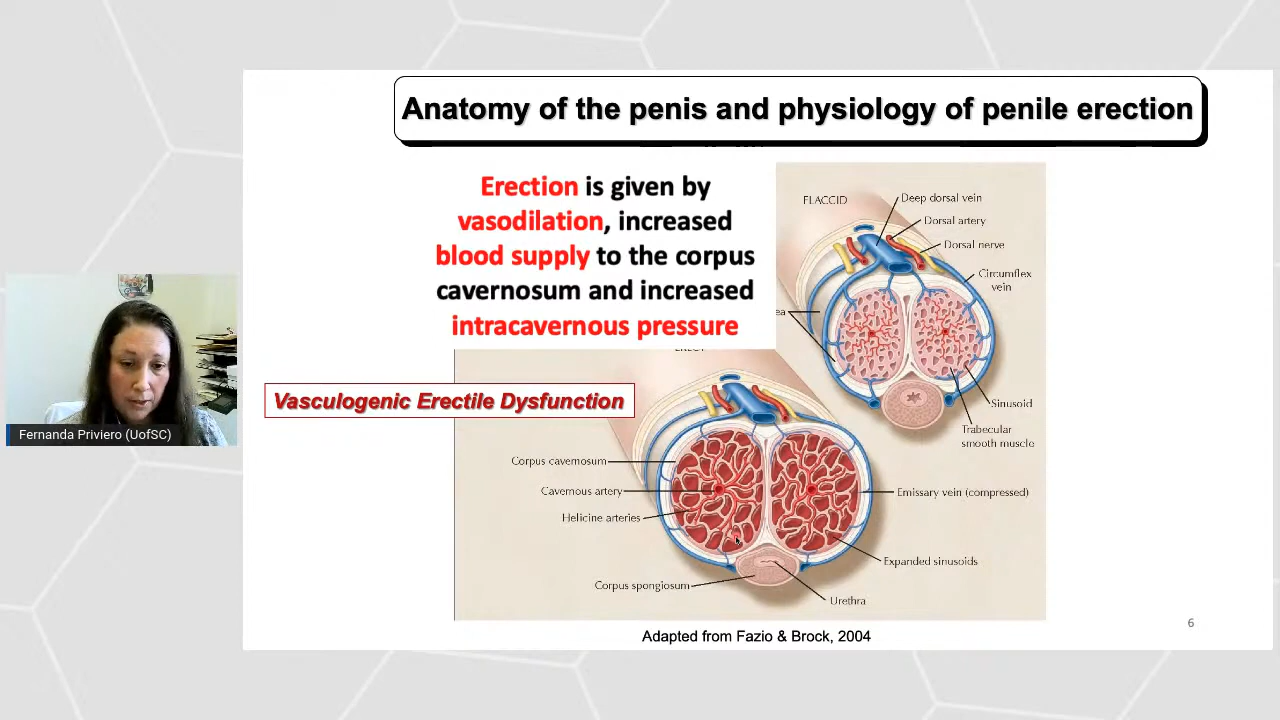 Anatomy of the penis and physiology of penile erection
Erection is given by
vasodilation, increased
blood supply to the corpus
cavernosum and increased
intracavernous pressure
Vasculogenic Erectile Dysfunction
FLACCID
Deep dorsal vein
Dorsal artery
Dorsal nerve
Circumflex
vein
Sinusoid
Trabecular
smooth muscle
Corpus cavernosum
Cavernous artery
Helicine arteries
Corpus spongiosum
Emissary vein (compressed)
Expanded sinusoids
Urethra
Adapted from Fazio & Brock, 2004
6
Fernanda Priviero (UofSC)